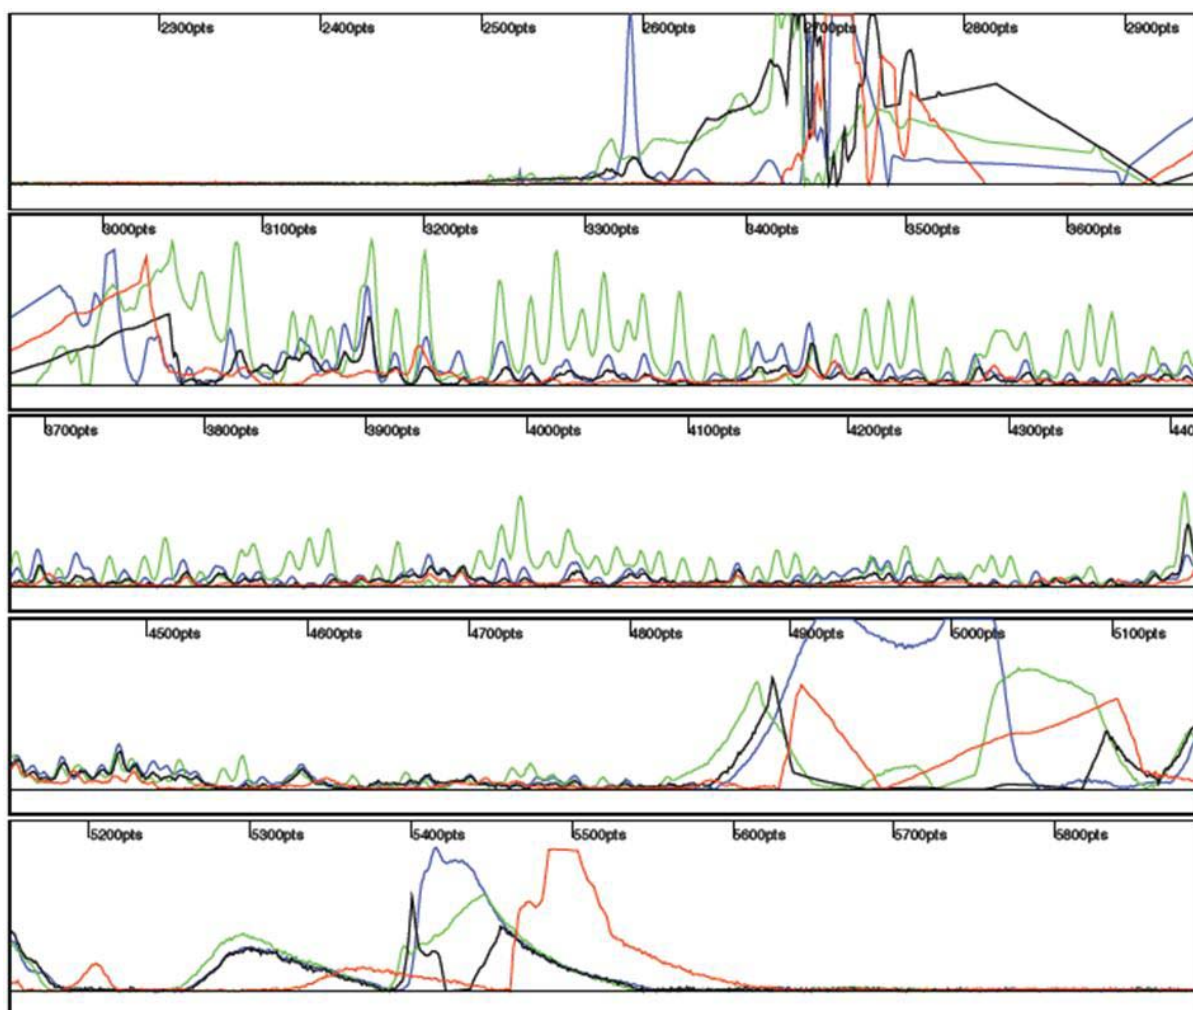 2300pts 2400pts 2500pts 2600pts 2700pts 2800pts 2900pts
3000pts 3100pts 3200pts 3300pts 3400pts 3500pts 3600pts
3700pts 3800pts 3900pts 4000pts 4100pts 4200pts 4300pts 440
4500pts 4600pts 4700pts 4800pts 4900pts 5000pts 5100pts
5200pts 5300pts 5400pts 5500pts 5600pts 5700pts 5800pts